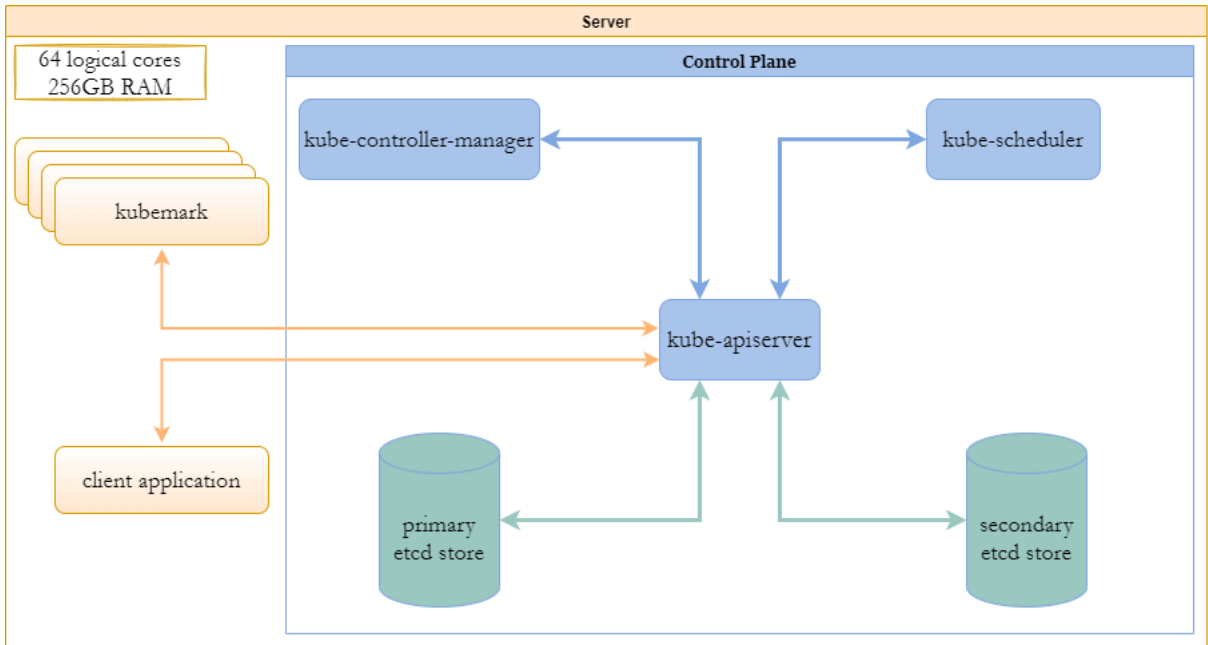 Server
64 logical cores
256GB RAM
Control Plane
kube-controller-manager
kube-scheduler
kubemark
kube-apiserver
client application
primary
etcd store
secondary
etcd store